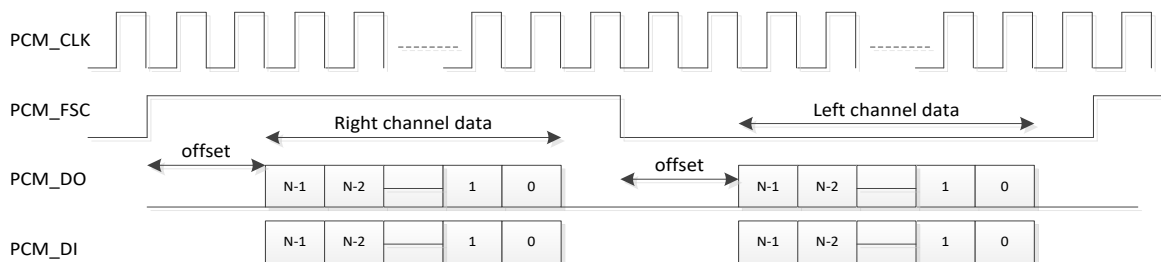 PCM_CLK
PCM_FSC
Right channel data
Left channel data
offset
offset
PCM_DO
N-1 N-2 1 0 N-1 N-2 1 0
PCM_DI
N-1 N-2 1 0 N-1 N-2 1 0